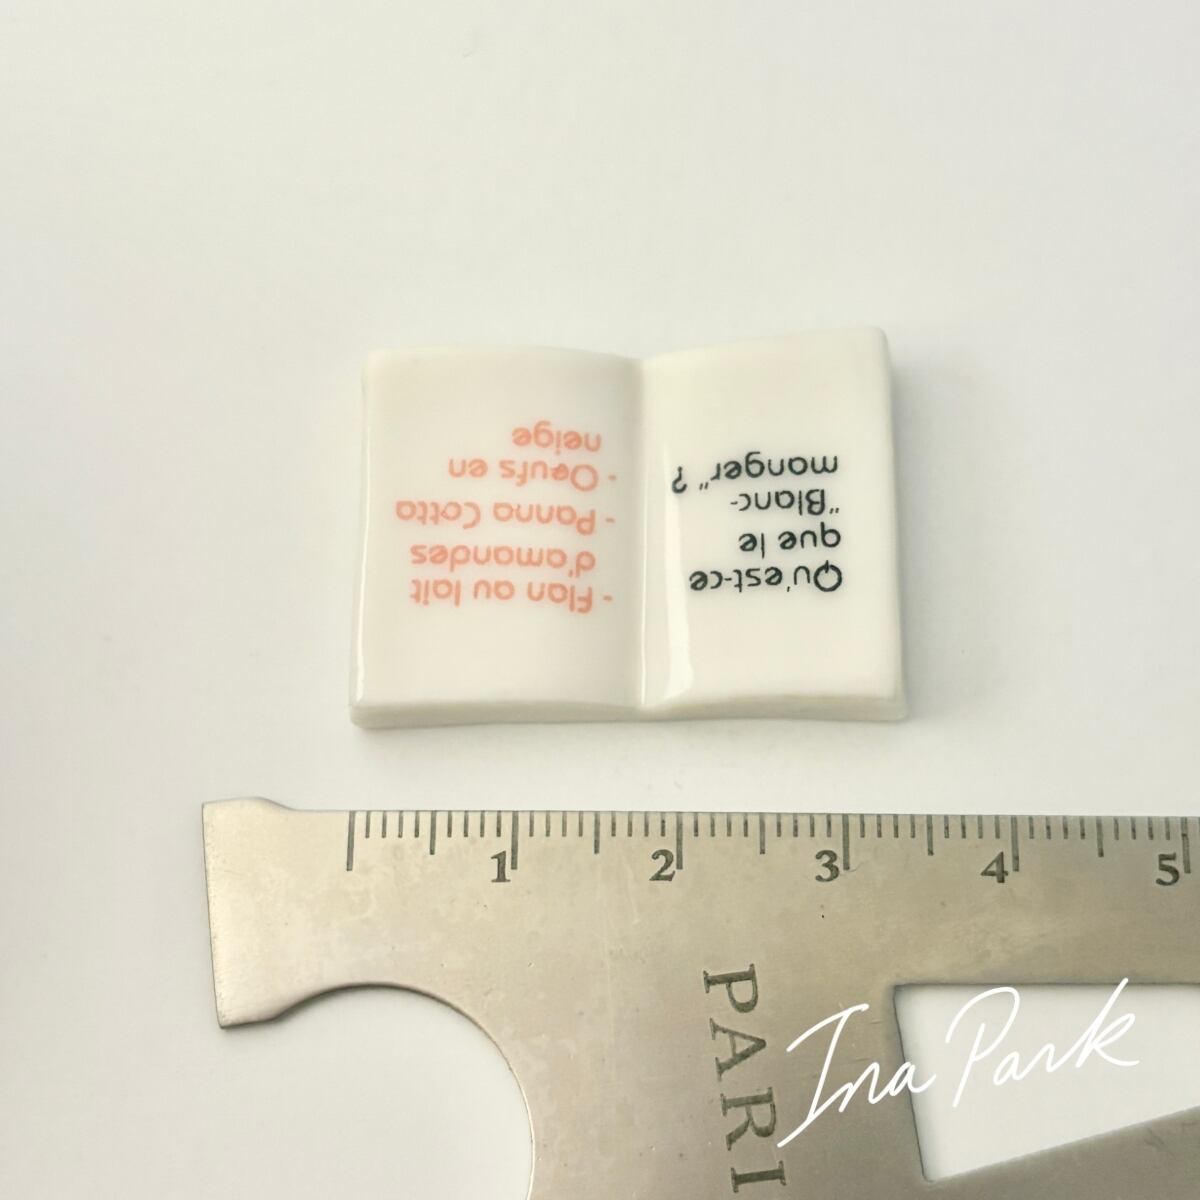 Qu'est-ce
que le
"Blanc-
manger" ?
- Flan au lait
d'amandes
- Panna Cotta
- Oeufs en
neige
1 2 3 4 5
PARI
Ina Park